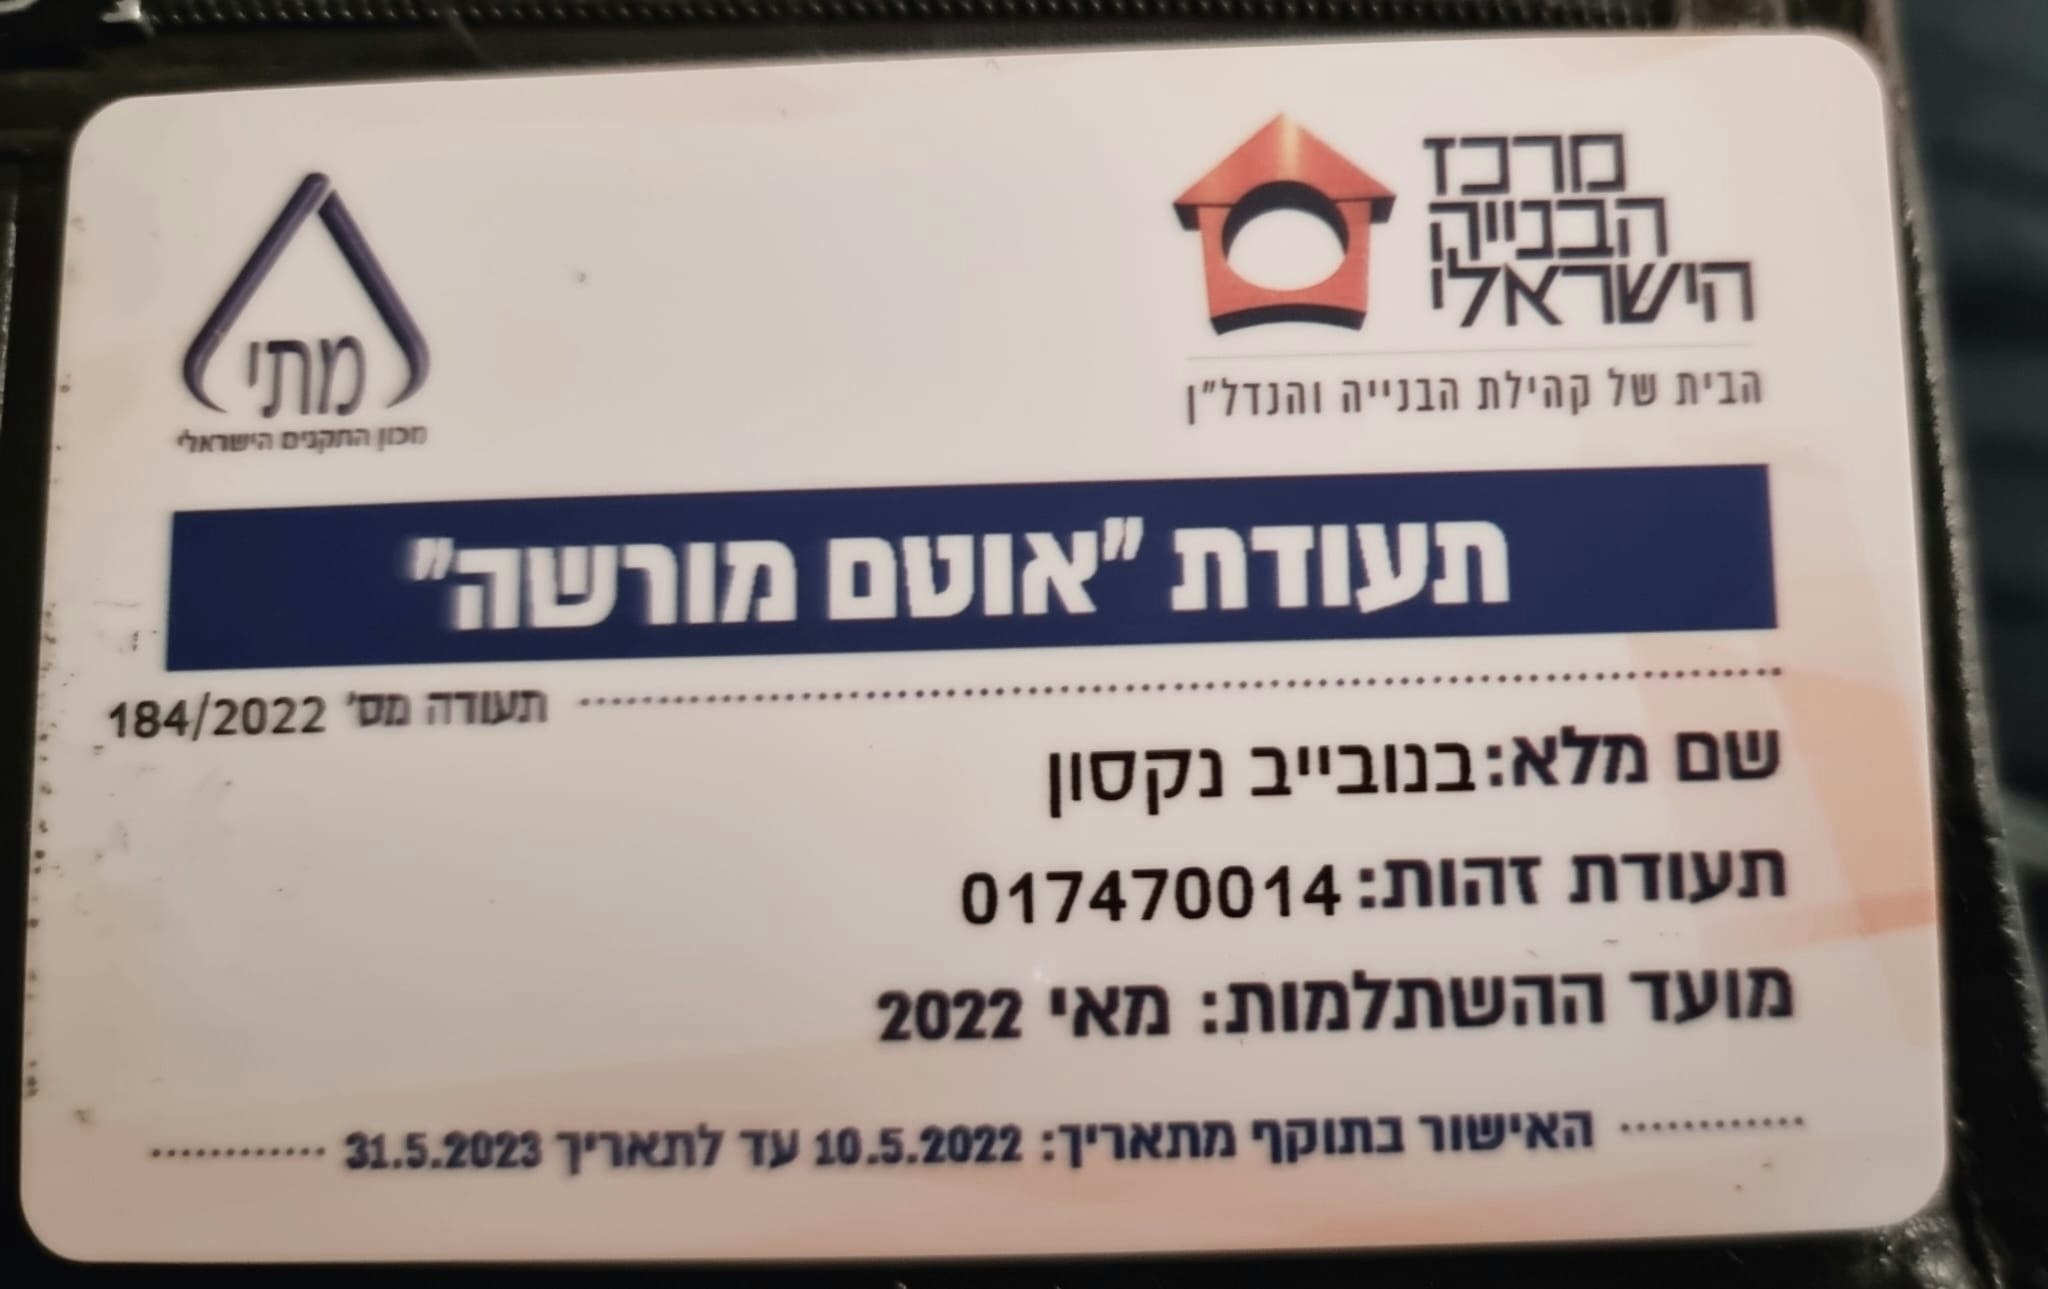 מרכז
הבנייה
הישראלי
הבית של קהילת הבנייה והנדל"ן
מתי
מכון התקנים הישראלי
תעודת "אוטם מורשה"
תעודה מס' 184/2022
שם מלא: בנובייב נקסון
תעודת זהות: 017470014
מועד ההשתלמות: מאי 2022
האישור בתוקף מתאריך: 10.5.2022 עד לתאריך 31.5.2023